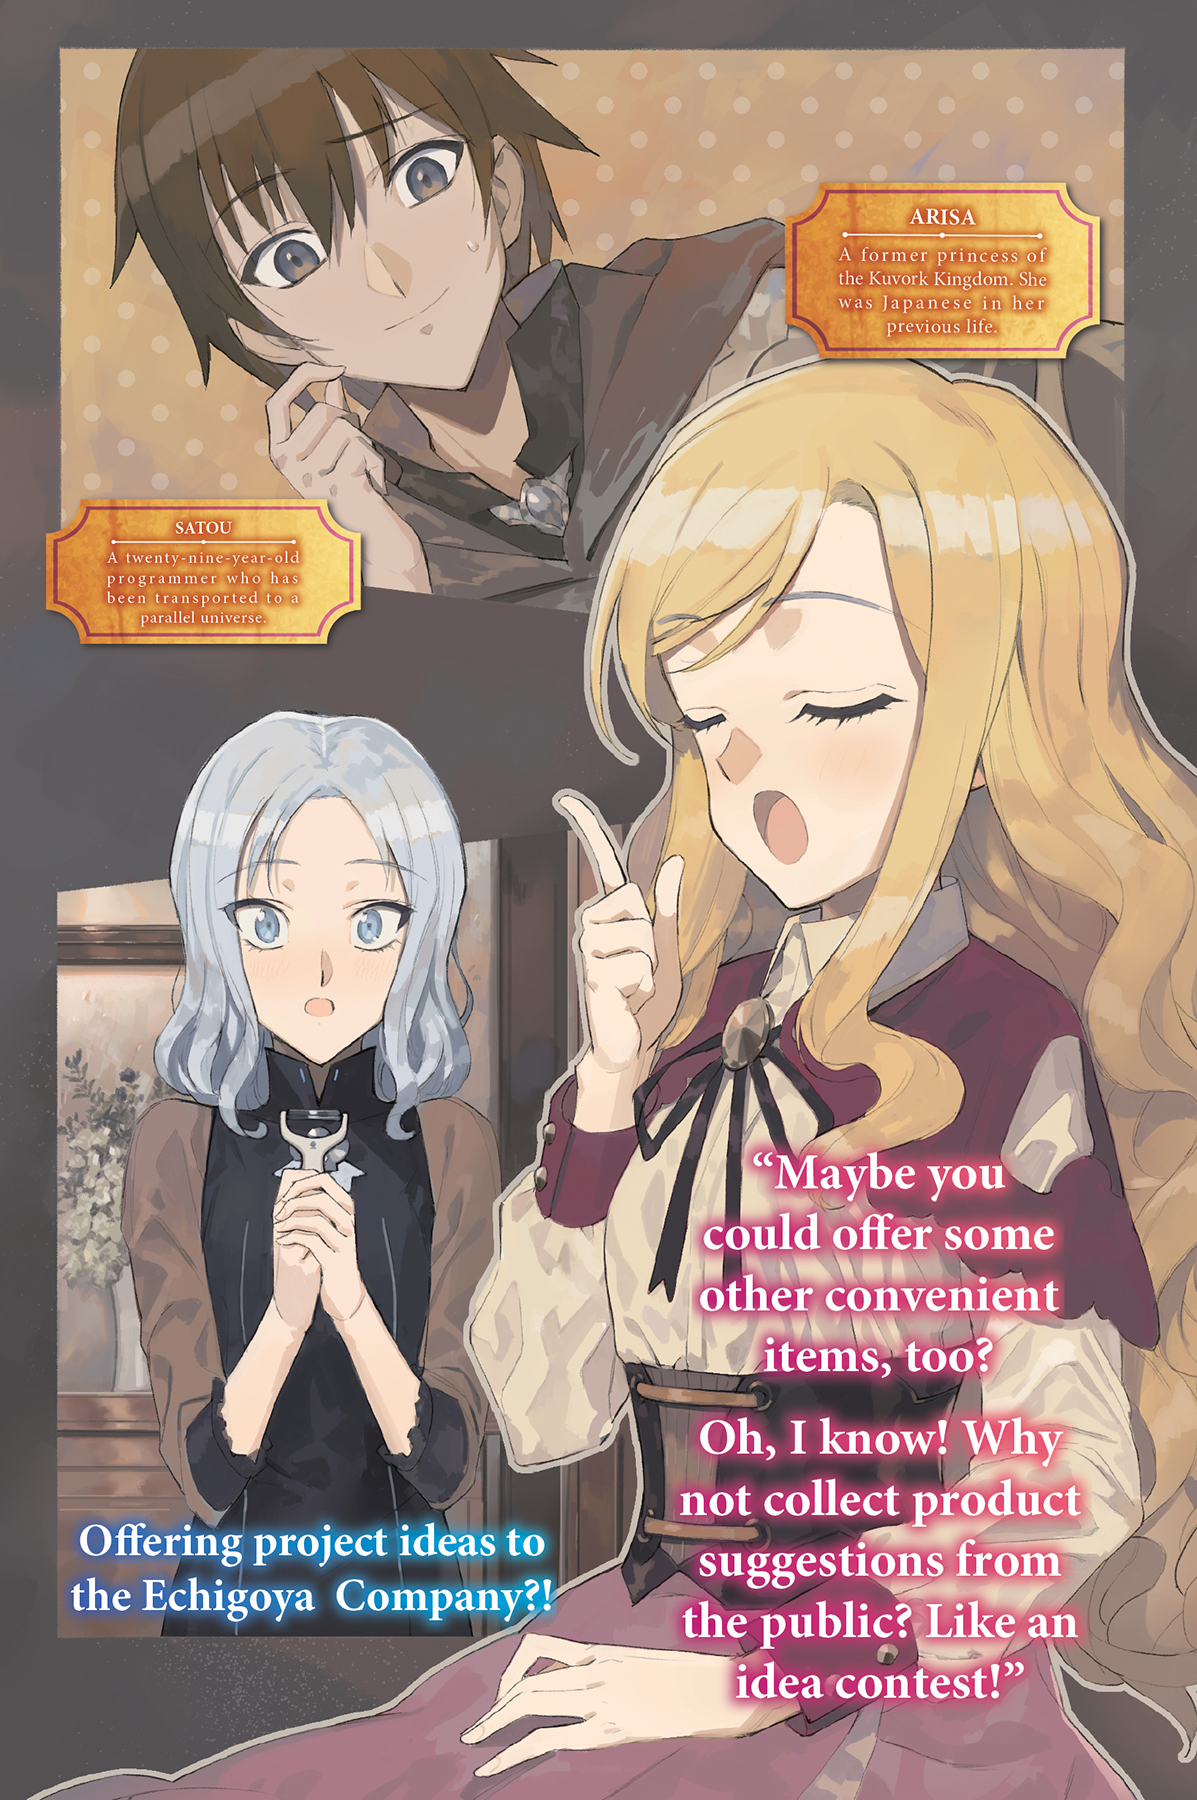 ARISA
A former princess of
the Kuvork Kingdom. She
was Japanese in her
previous life.
SATOU
A twenty-nine-year-old
programmer who has
been transported to a
parallel universe.
“Maybe you
could offer some
other convenient
items, too?
Oh, I know! Why
not collect product
suggestions from
the public? Like an
idea contest!”
Offering project ideas to
the Echigoya Company?!